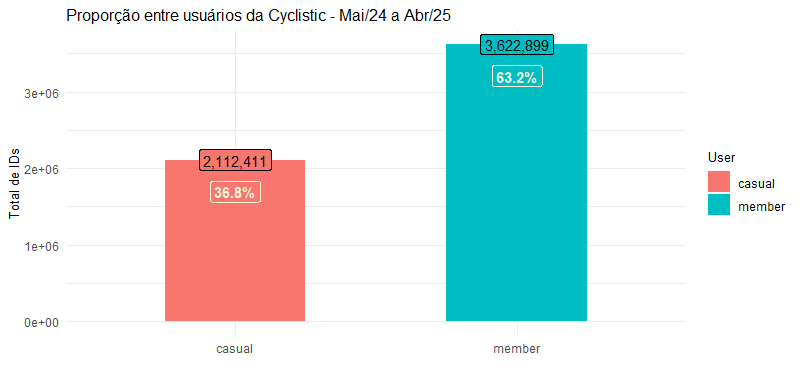 Proporção entre usuários da Cyclistic - Mai/24 a Abr/25
Total de IDs
3e+06
2e+06
1e+06
0e+00
2,112,411
36.8%
3,622,899
63.2%
casual
member
User
casual
member